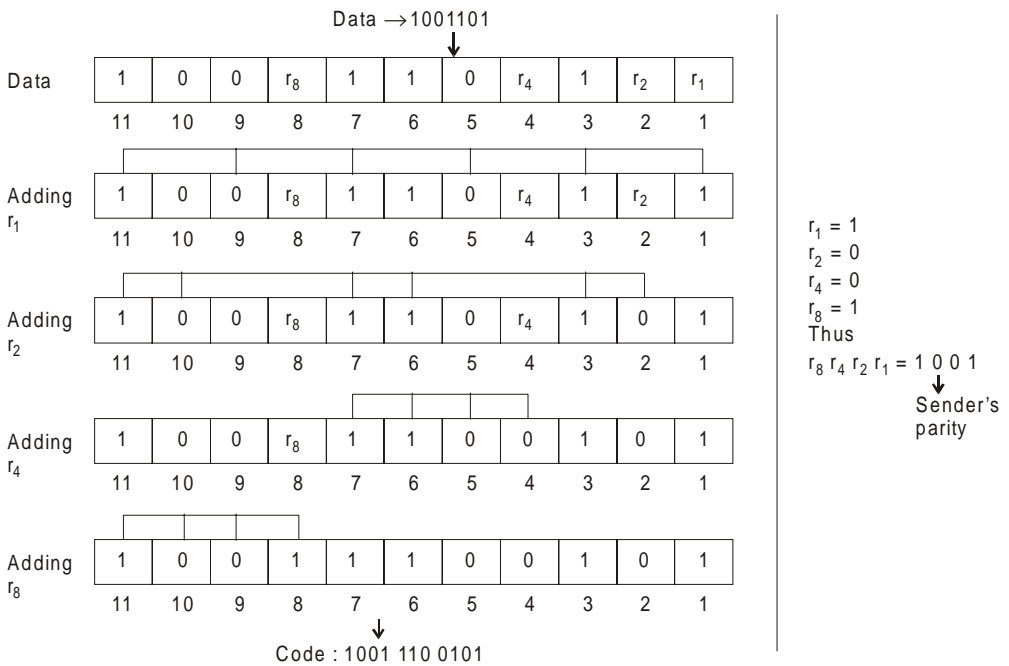 Data →1001101
Data 1 0 0 r₈ 1 1 0 r₄ 1 r₂ r₁
11 10 9 8 7 6 5 4 3 2 1
Adding r₁ 1 0 0 r₈ 1 1 0 r₄ 1 r₂ 1
11 10 9 8 7 6 5 4 3 2 1
Adding r₂ 1 0 0 r₈ 1 1 0 r₄ 1 0 1
11 10 9 8 7 6 5 4 3 2 1
Adding r₄ 1 0 0 r₈ 1 1 0 0 1 0 1
11 10 9 8 7 6 5 4 3 2 1
Adding r₈ 1 0 0 1 1 1 0 0 1 0 1
11 10 9 8 7 6 5 4 3 2 1
Code : 1001 110 0101
r₁ = 1
r₂ = 0
r₄ = 0
r₈ = 1
Thus
r₈ r₄ r₂ r₁ = 1 0 0 1
Sender's
parity